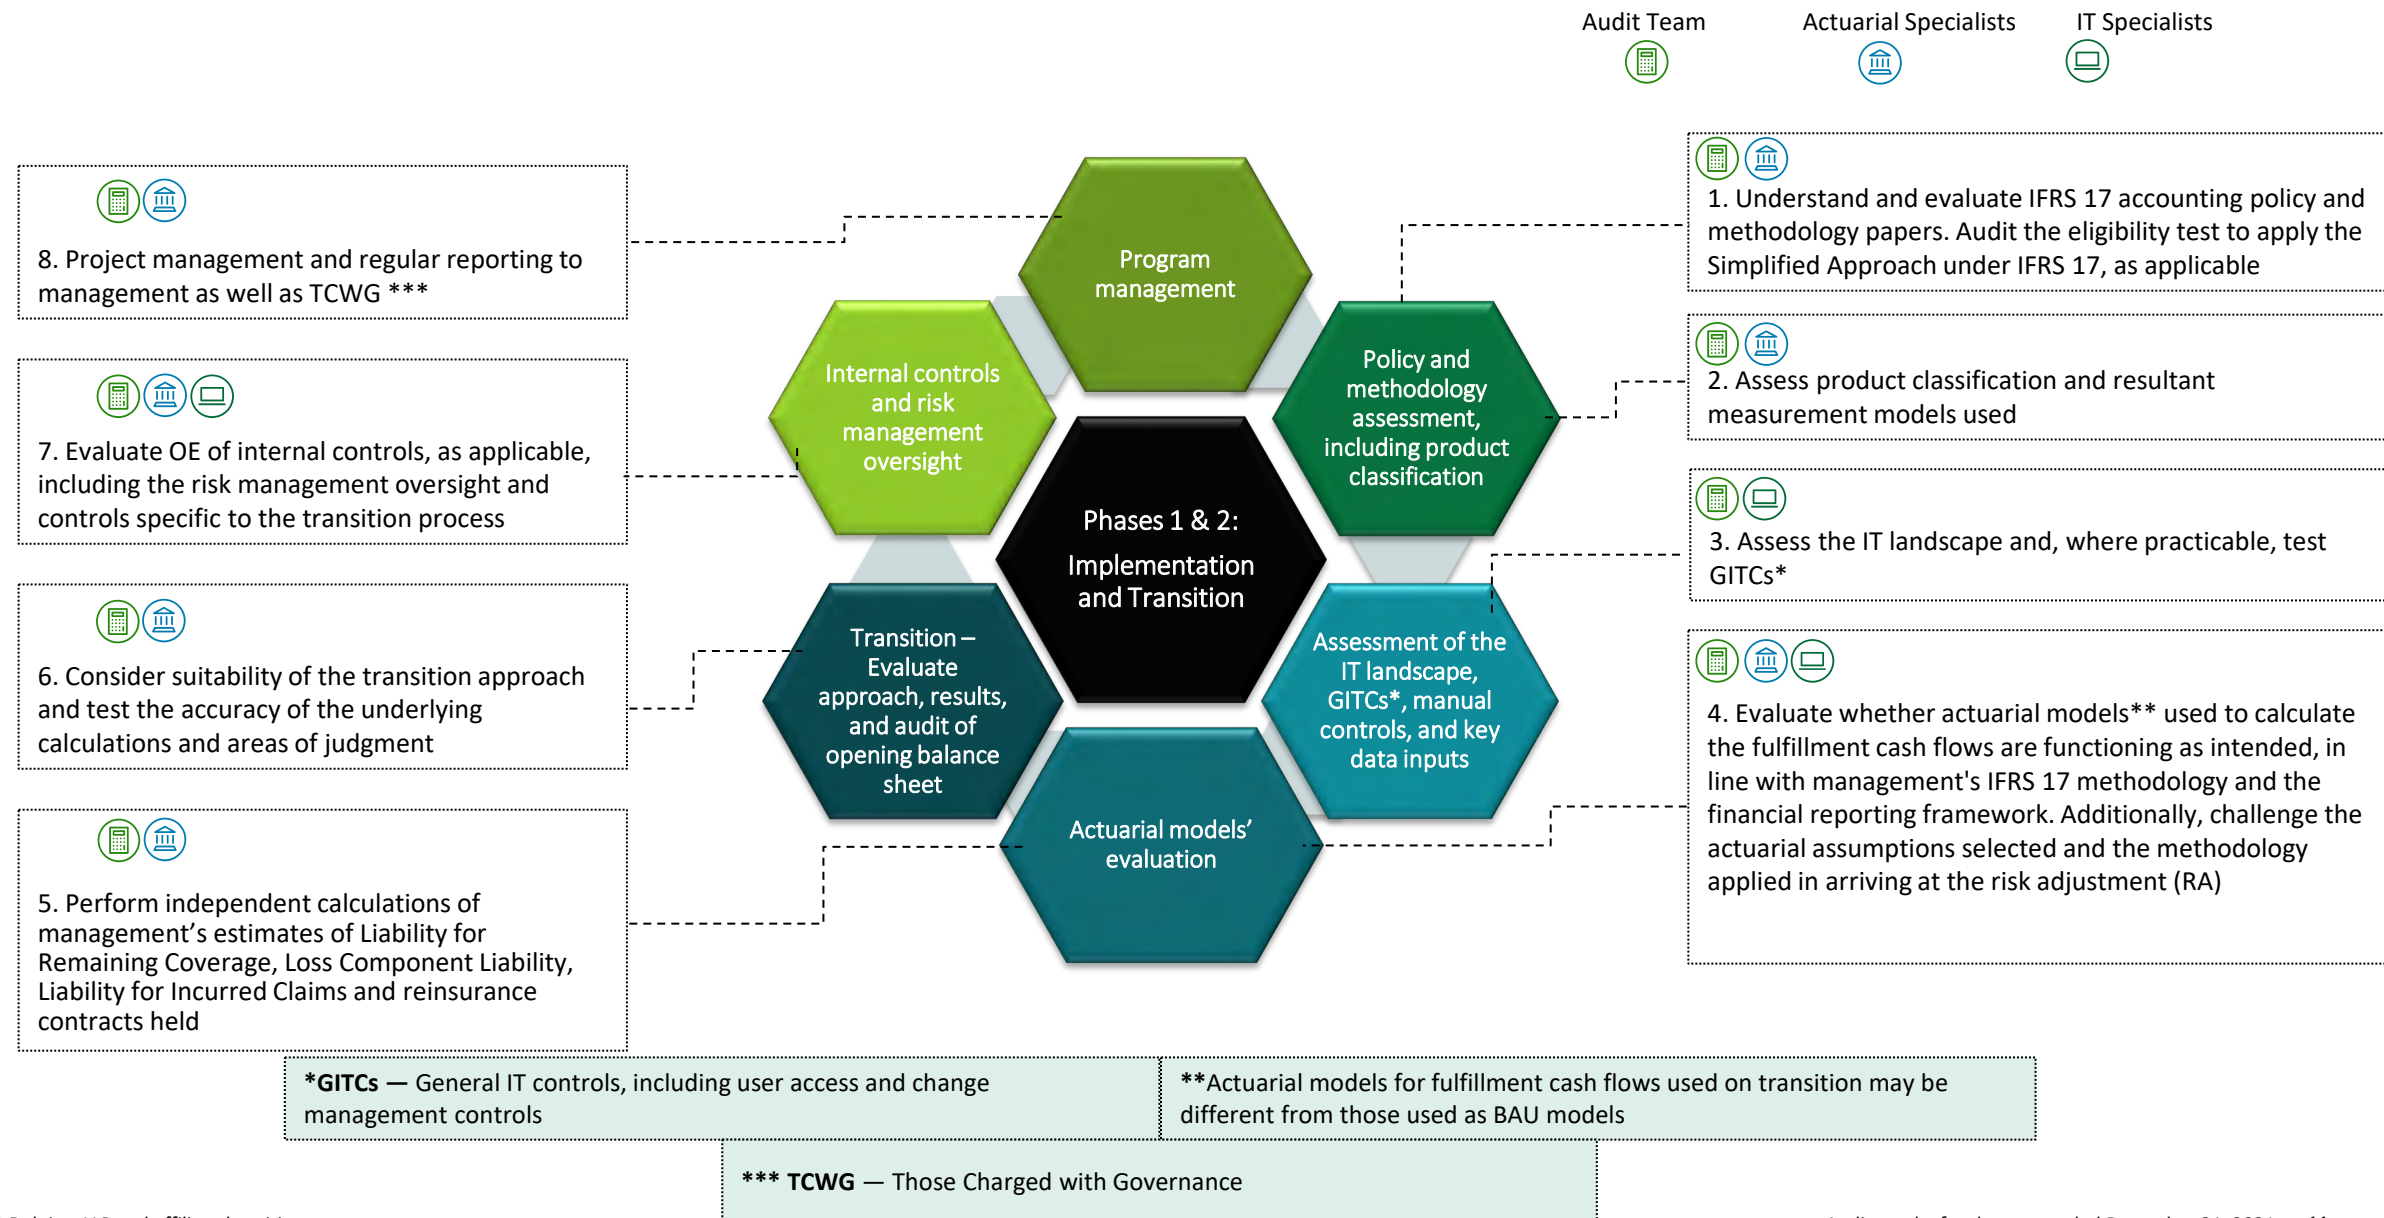 Audit Team
Actuarial Specialists
IT Specialists
1. Understand and evaluate IFRS 17 accounting policy and
methodology papers. Audit the eligibility test to apply the
Simplified Approach under IFRS 17, as applicable
2. Assess product classification and resultant
measurement models used
3. Assess the IT landscape and, where practicable, test
GITCs*
4. Evaluate whether actuarial models** used to calculate
the fulfillment cash flows are functioning as intended, in
line with management's IFRS 17 methodology and the
financial reporting framework. Additionally, challenge the
actuarial assumptions selected and the methodology
applied in arriving at the risk adjustment (RA)
8. Project management and regular reporting to
management as well as TCWG ***
7. Evaluate OE of internal controls, as applicable,
including the risk management oversight and
controls specific to the transition process
6. Consider suitability of the transition approach
and test the accuracy of the underlying
calculations and areas of judgment
5. Perform independent calculations of
management’s estimates of Liability for
Remaining Coverage, Loss Component Liability,
Liability for Incurred Claims and reinsurance
contracts held
Program
management
Policy and
methodology
assessment,
including product
classification
Assessment of the
IT landscape,
GITCs*, manual
controls, and key
data inputs
Actuarial models’
evaluation
Transition –
Evaluate
approach, results,
and audit of
opening balance
sheet
Internal controls
and risk
management
oversight
Phases 1 & 2:
Implementation
and Transition
*GITCs — General IT controls, including user access and change
management controls
**Actuarial models for fulfillment cash flows used on transition may be
different from those used as BAU models
*** TCWG — Those Charged with Governance